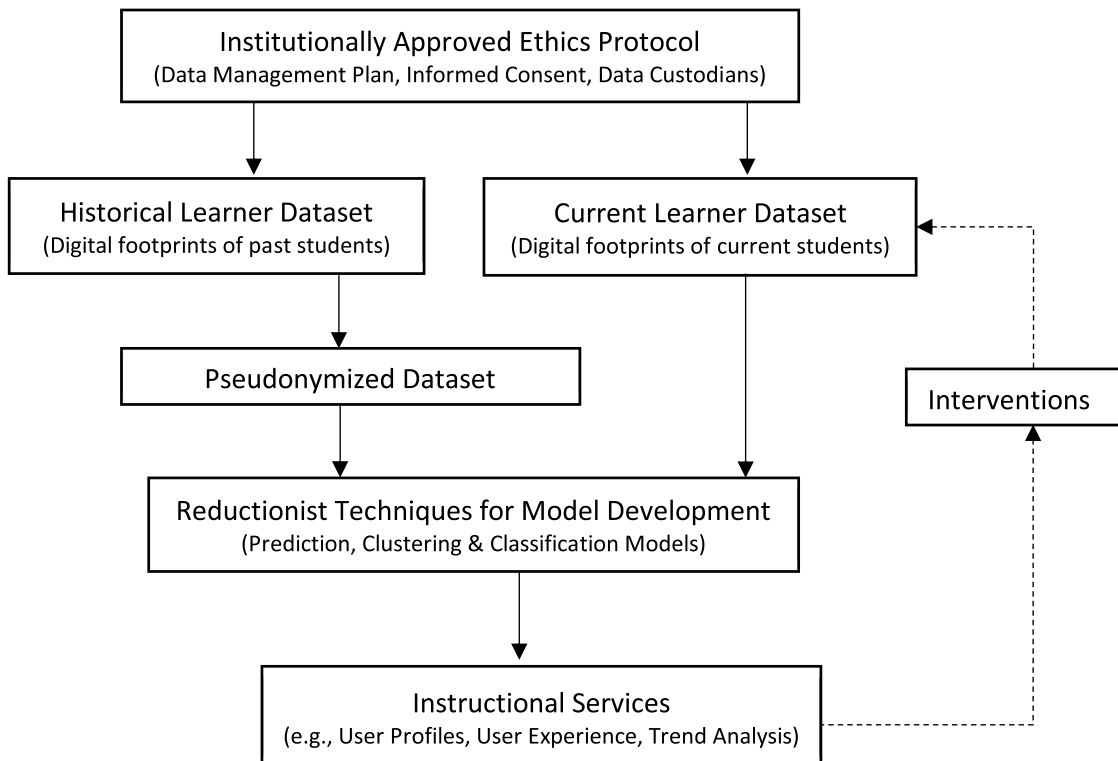 Institutionally Approved Ethics Protocol
(Data Management Plan, Informed Consent, Data Custodians)
Historical Learner Dataset
(Digital footprints of past students)
Current Learner Dataset
(Digital footprints of current students)
Pseudonymized Dataset
Interventions
Reductionist Techniques for Model Development
(Prediction, Clustering & Classification Models)
Instructional Services
(e.g., User Profiles, User Experience, Trend Analysis)